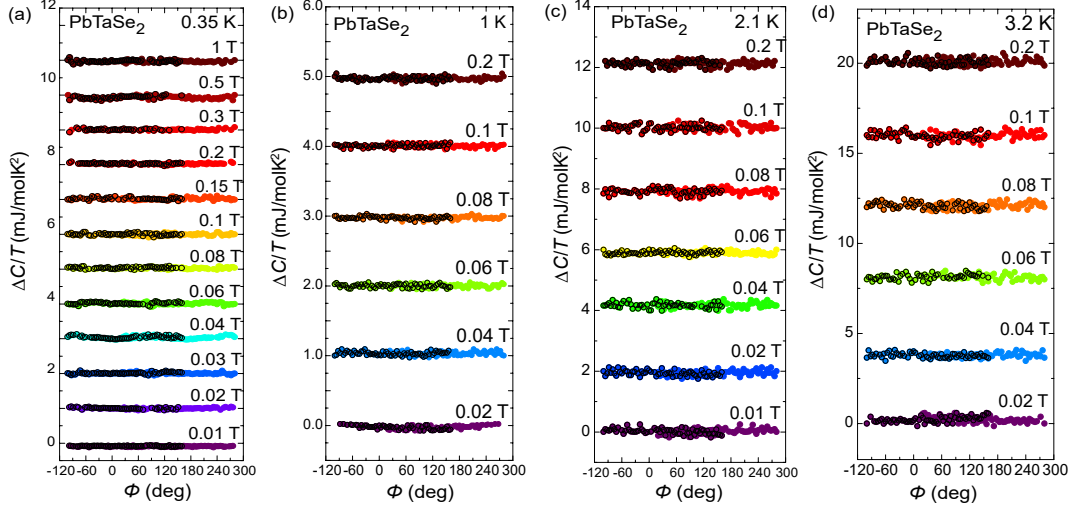 (a)
PbTaSe2 0.35 K
1 T
0.5 T
0.3 T
0.2 T
0.15 T
0.1 T
0.08 T
0.06 T
0.04 T
0.03 T
0.02 T
0.01 T
10
8
6
4
2
0
ΔC/T (mJ/molK²)
-120 -60 0 60 120 180 240 300
Φ (deg)
(b)
PbTaSe2 1 K
0.2 T
0.1 T
0.08 T
0.06 T
0.04 T
0.02 T
6.0
5.0
4.0
3.0
2.0
1.0
0.0
ΔC/T (mJ/molK²)
-120 -60 0 60 120 180 240 300
Φ (deg)
(c)
PbTaSe2 2.1 K
0.2 T
0.1 T
0.08 T
0.06 T
0.04 T
0.02 T
0.01 T
12
10
8
6
4
2
0
ΔC/T (mJ/molK²)
-120 -60 0 60 120 180 240 300
Φ (deg)
(d)
PbTaSe2 3.2 K
0.2 T
0.1 T
0.08 T
0.06 T
0.04 T
0.02 T
20
15
10
5
0
ΔC/T (mJ/molK²)
-120 -60 0 60 120 180 240 300
Φ (deg)